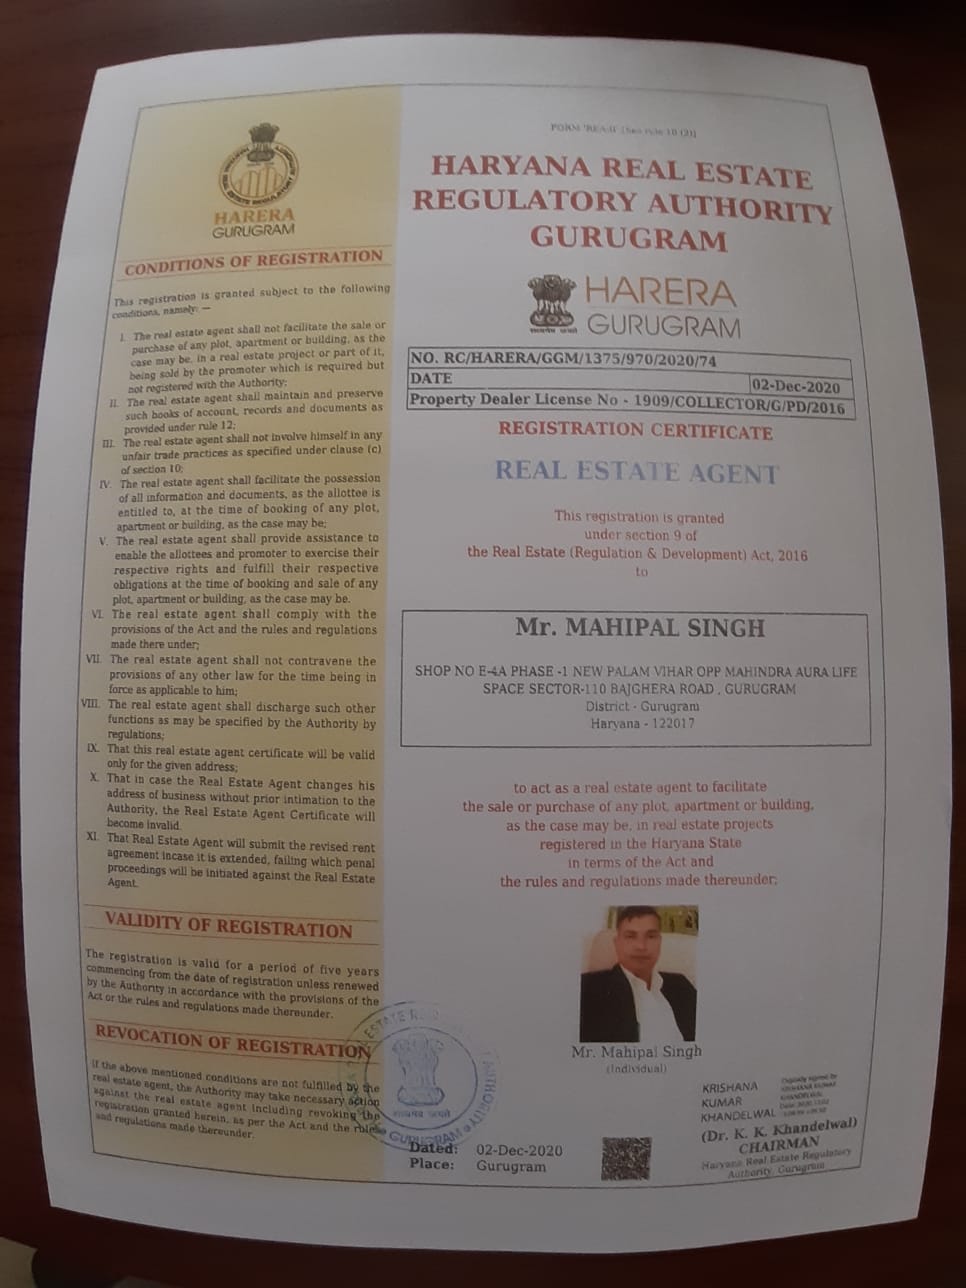 HARERA
GURUGRAM
CONDITIONS OF REGISTRATION
This registration is granted subject to the following
conditions, namely: —
I. The real estate agent shall not facilitate the sale or
purchase of any plot, apartment or building, as the
case may be, in a real estate project or part of it,
being sold by the promoter which is required but
not registered with the Authority;
II. The real estate agent shall maintain and preserve
such books of account, records and documents as
provided under rule 12;
III. The real estate agent shall not involve himself in any
unfair trade practices as specified under clause (c)
of section 10;
IV. The real estate agent shall facilitate the possession
of all information and documents, as the allottee is
entitled to, at the time of booking of any plot,
apartment or building, as the case may be;
V. The real estate agent shall provide assistance to
enable the allottees and promoter to exercise their
respective rights and fulfill their respective
obligations at the time of booking and sale of any
plot, apartment or building, as the case may be.
VI. The real estate agent shall comply with the
provisions of the Act and the rules and regulations
made there under;
VII. The real estate agent shall not contravene the
provisions of any other law for the time being in
force as applicable to him;
VIII. The real estate agent shall discharge such other
functions as may be specified by the Authority by
regulations;
IX. That this real estate agent certificate will be valid
only for the given address;
X. That in case the Real Estate Agent changes his
address of business without prior intimation to the
Authority, the Real Estate Agent Certificate will
become invalid.
XI. That Real Estate Agent will submit the revised rent
agreement incase it is extended, failing which penal
proceedings will be initiated against the Real Estate
Agent.
VALIDITY OF REGISTRATION
The registration is valid for a period of five years
commencing from the date of registration unless renewed
by the Authority in accordance with the provisions of the
Act or the rules and regulations made thereunder.
REVOCATION OF REGISTRATION
If the above mentioned conditions are not fulfilled by the
real estate agent, the Authority may take necessary action
against the real estate agent including revoking the
registration granted herein, as per the Act and the rules
and regulations made thereunder.
FORM 'REA-II' [See rule 10 (2)]
HARYANA REAL ESTATE
REGULATORY AUTHORITY
GURUGRAM
HARERA
GURUGRAM
सत्यमेव जयते
NO. RC/HARERA/GGM/1375/970/2020/74
DATE 02-Dec-2020
Property Dealer License No - 1909/COLLECTOR/G/PD/2016
REGISTRATION CERTIFICATE
REAL ESTATE AGENT
This registration is granted
under section 9 of
the Real Estate (Regulation & Development) Act, 2016
to
Mr. MAHIPAL SINGH
SHOP NO E-4A PHASE -1 NEW PALAM VIHAR OPP MAHINDRA AURA LIFE
SPACE SECTOR-110 BAJGHERA ROAD , GURUGRAM
District - Gurugram
Haryana - 122017
to act as a real estate agent to facilitate
the sale or purchase of any plot, apartment or building,
as the case may be, in real estate projects
registered in the Haryana State
in terms of the Act and
the rules and regulations made thereunder;
Mr. Mahipal Singh
(Individual)
KRISHANA
KUMAR
KHANDELWAL
Digitally signed by
KRISHANA KUMAR
KHANDELWAL
(Dr. K. K. Khandelwal)
CHAIRMAN
Haryana Real Estate Regulatory
Authority, Gurugram
Dated: 02-Dec-2020
Place: Gurugram
ESTATE
AUTHORITY
GURUGRAM
सत्यमेव जयते